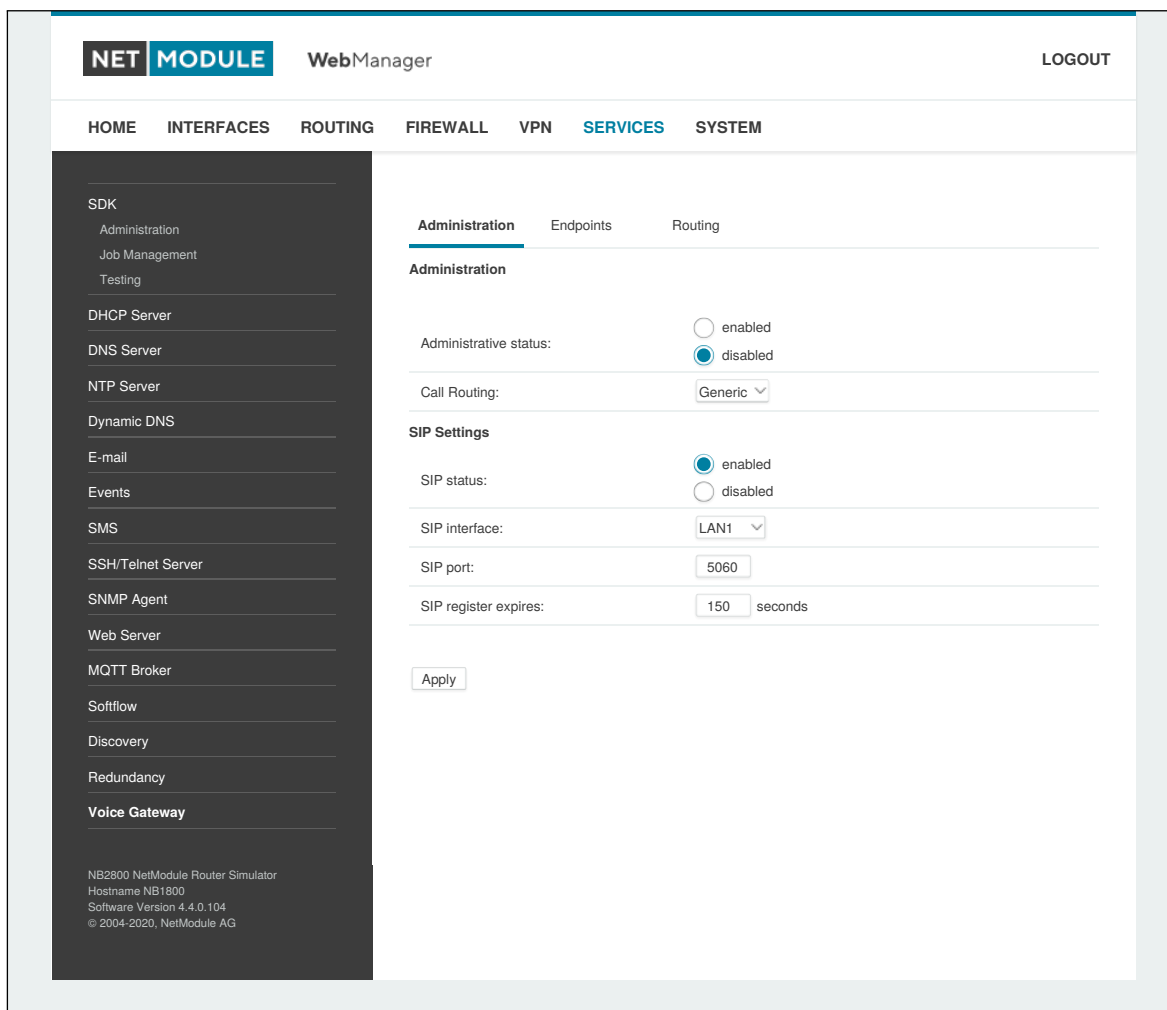 NET MODULE WebManager LOGOUT
HOME INTERFACES ROUTING FIREWALL VPN SERVICES SYSTEM
SDK
Administration
Job Management
Testing
DHCP Server
DNS Server
NTP Server
Dynamic DNS
E-mail
Events
SMS
SSH/Telnet Server
SNMP Agent
Web Server
MQTT Broker
Softflow
Discovery
Redundancy
Voice Gateway
NB2800 NetModule Router Simulator
Hostname NB1800
Software Version 4.4.0.104
© 2004-2020, NetModule AG
Administration Endpoints Routing
Administration
Administrative status:
enabled
disabled
Call Routing: Generic
SIP Settings
SIP status:
enabled
disabled
SIP interface: LAN1
SIP port: 5060
SIP register expires: 150 seconds
Apply